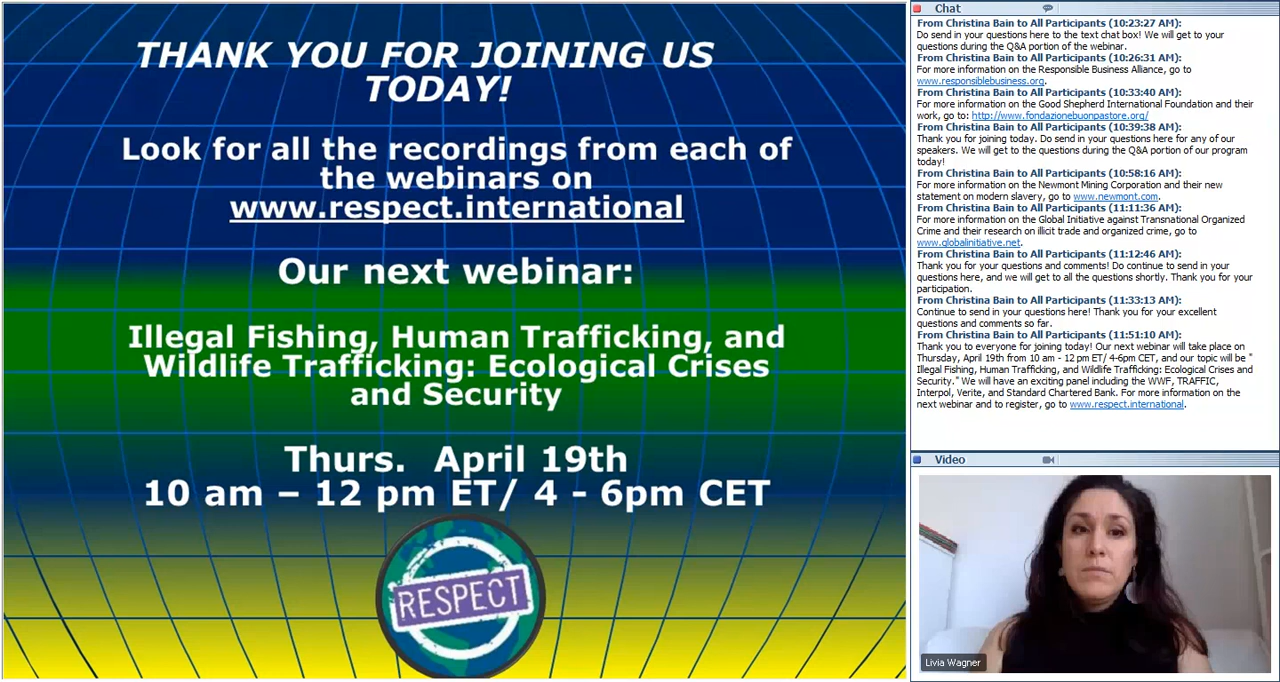 THANK YOU FOR JOINING US
TODAY!
Look for all the recordings from each of
the webinars on
www.respect.international
Our next webinar:
Illegal Fishing, Human Trafficking, and
Wildlife Trafficking: Ecological Crises
and Security
Thurs. April 19th
10 am – 12 pm ET/ 4 - 6pm CET
RESPECT
Chat
From Christina Bain to All Participants (10:23:27 AM):
Do send in your questions here to the text chat box! We will get to your
questions during the Q&A portion of the webinar.
From Christina Bain to All Participants (10:26:31 AM):
For more information on the Responsible Business Alliance, go to
www.responsiblebusiness.org.
From Christina Bain to All Participants (10:33:40 AM):
For more information on the Good Shepherd International Foundation and their
work, go to: http://www.fondazionebuonpastore.org/
From Christina Bain to All Participants (10:39:38 AM):
Thank you for joining today. Do send in your questions here for any of our
speakers. We will get to the questions during the Q&A portion of our program
today!
From Christina Bain to All Participants (10:58:16 AM):
For more information on the Newmont Mining Corporation and their new
statement on modern slavery, go to www.newmont.com.
From Christina Bain to All Participants (11:11:36 AM):
For more information on the Global Initiative against Transnational Organized
Crime and their research on illicit trade and organized crime, go to
www.globalinitiative.net.
From Christina Bain to All Participants (11:12:46 AM):
Thank you for your questions and comments! Do continue to send in your
questions here, and we will get to all the questions shortly. Thank you for your
participation.
From Christina Bain to All Participants (11:33:13 AM):
Continue to send in your questions here! Thank you for your excellent
questions and comments so far.
From Christina Bain to All Participants (11:51:10 AM):
Thank you to everyone for joining today! Our next webinar will take place on
Thursday, April 19th from 10 am - 12 pm ET/ 4-6pm CET, and our topic will be "
Illegal Fishing, Human Trafficking, and Wildlife Trafficking: Ecological Crises and
Security." We will have an exciting panel including the WWF, TRAFFIC,
Interpol, Verite, and Standard Chartered Bank. For more information on the
next webinar and to register, go to www.respect.international.
Video
Livia Wagner